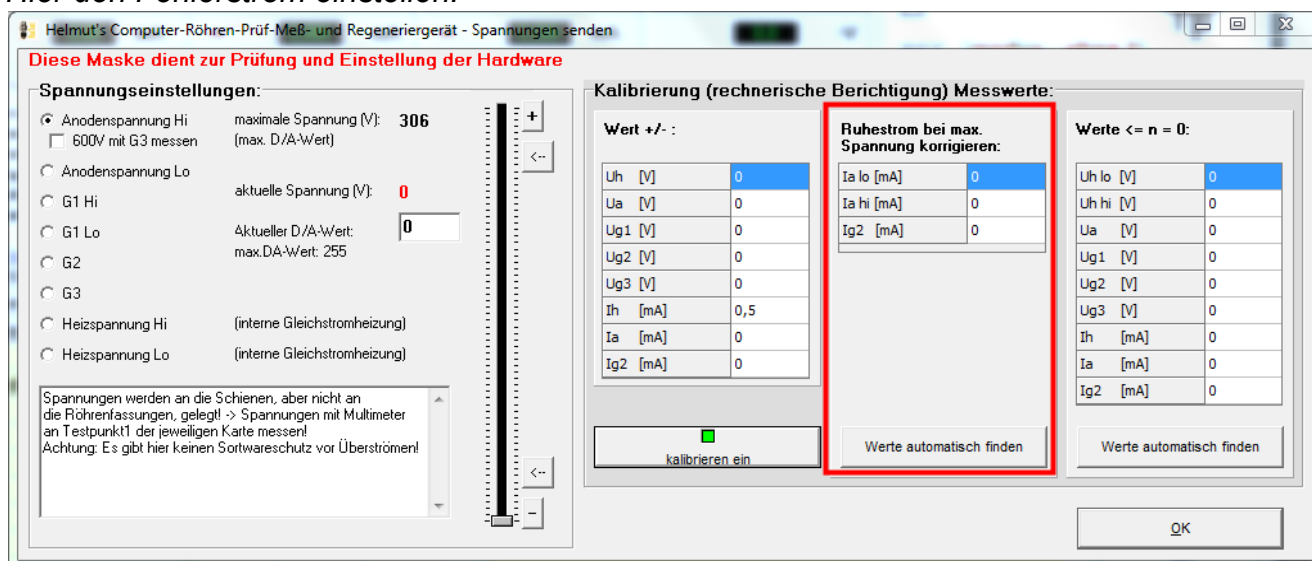 Hier den Fehlerstrom einstellen:
Helmut's Computer-Röhren-Prüf-Meß- und Regeneriergerät - Spannungen senden
Diese Maske dient zur Prüfung und Einstellung der Hardware
Spannungseinstellungen:
Anodenspannung Hi
600V mit G3 messen
Anodenspannung Lo
G1 Hi
G1 Lo
G2
G3
Heizspannung Hi
(interne Gleichstromheizung)
Heizspannung Lo
(interne Gleichstromheizung)
maximale Spannung (V): 306
(max. D/A-Wert)
aktuelle Spannung (V): 0
Aktueller D/A-Wert: 0
max.DA-Wert: 255
+
<--
<--
-
Spannungen werden an die Schienen, aber nicht an
die Röhrenfassungen, gelegt! -> Spannungen mit Multimeter
an Testpunkt1 der jeweiligen Karte messen!
Achtung: Es gibt hier keinen Sortwareschutz vor Überströmen!
Kalibrierung (rechnerische Berichtigung) Messwerte:
Wert +/- :
Uh [V] 0
Ua [V] 0
Ug1 [V] 0
Ug2 [V] 0
Ug3 [V] 0
Ih [mA] 0,5
Ia [mA] 0
Ig2 [mA] 0
kalibrieren ein
Ruhestrom bei max.
Spannung korrigieren:
Ia lo [mA] 0
Ia hi [mA] 0
Ig2 [mA] 0
Werte automatisch finden
Werte <= n = 0:
Uh lo [V] 0
Uh hi [V] 0
Ua [V] 0
Ug1 [V] 0
Ug2 [V] 0
Ug3 [V] 0
Ih [mA] 0
Ia [mA] 0
Ig2 [mA] 0
Werte automatisch finden
OK